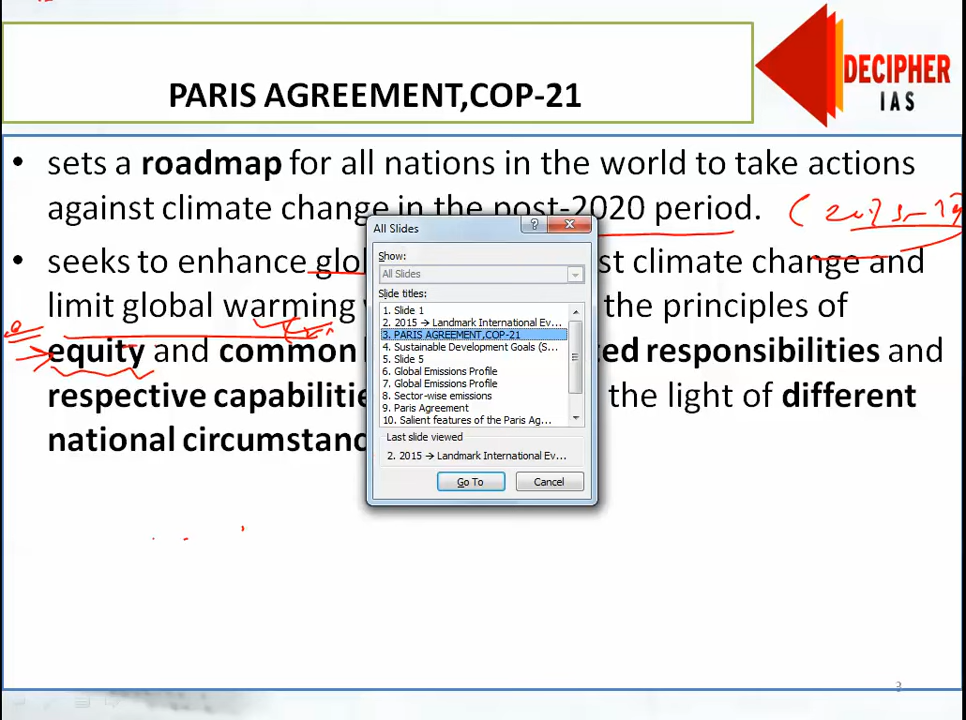 PARIS AGREEMENT,COP-21
DECIPHER
IAS
• sets a roadmap for all nations in the world to take actions
against climate change in the post-2020 period.
• seeks to enhance glo st climate change and
limit global warming the principles of
equity and common ced responsibilities and
respective capabilitie the light of different
national circumstanc
All Slides
Show:
All Slides
Slide titles:
1. Slide 1
2. 2015 → Landmark International Ev...
3. PARIS AGREEMENT,COP-21
4. Sustainable Development Goals (S...
5. Slide 5
6. Global Emissions Profile
7. Global Emissions Profile
8. Sector-wise emissions
9. Paris Agreement
10. Salient features of the Paris Ag...
Last slide viewed
2. 2015 → Landmark International Ev...
Go To Cancel
3